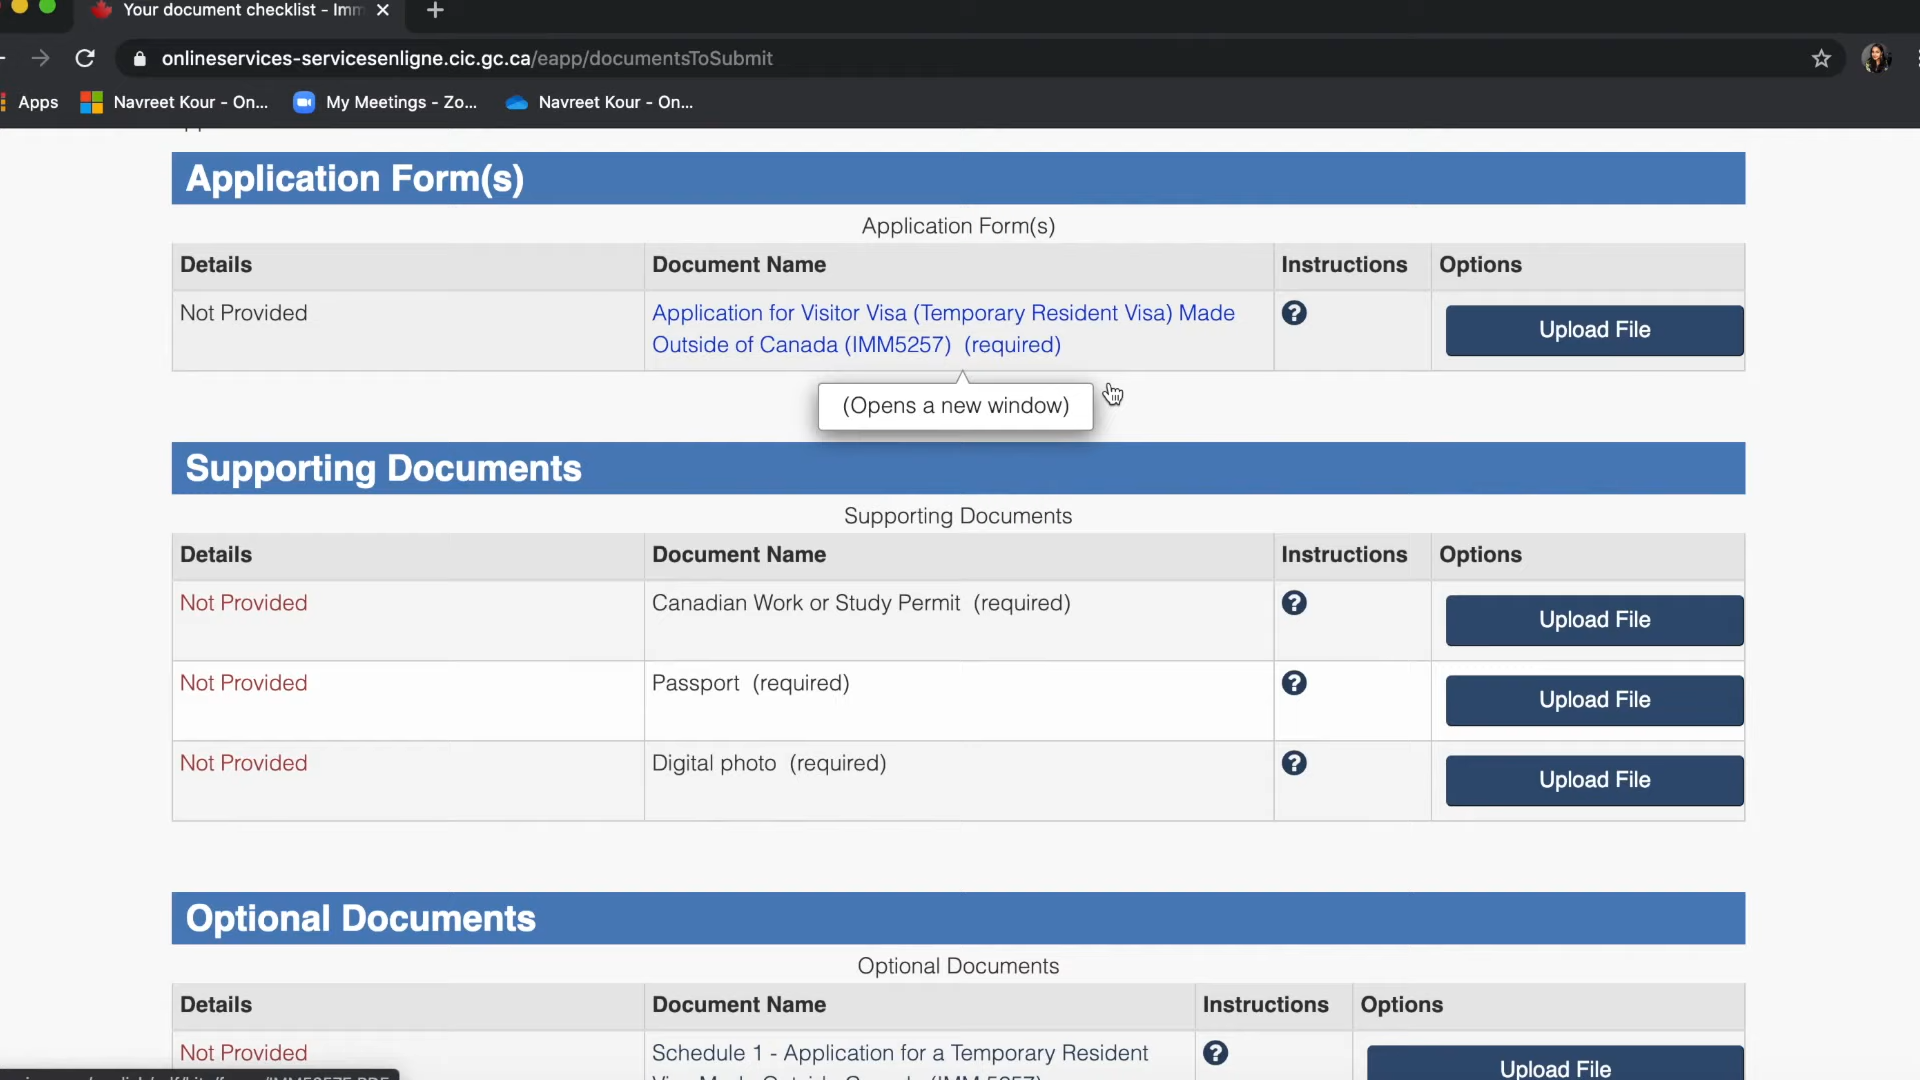 Your document checklist - Imm
onlineservices-servicesenligne.cic.gc.ca/eapp/documentsToSubmit
Apps Navreet Kour - On... My Meetings - Zo... Navreet Kour - On...
Application Form(s)
Application Form(s)
Details Document Name Instructions Options
Not Provided Application for Visitor Visa (Temporary Resident Visa) Made Upload File
Outside of Canada (IMM5257) (required)
(Opens a new window)
Supporting Documents
Supporting Documents
Details Document Name Instructions Options
Not Provided Canadian Work or Study Permit (required) Upload File
Not Provided Passport (required) Upload File
Not Provided Digital photo (required) Upload File
Optional Documents
Optional Documents
Details Document Name Instructions Options
Not Provided Schedule 1 - Application for a Temporary Resident Upload File